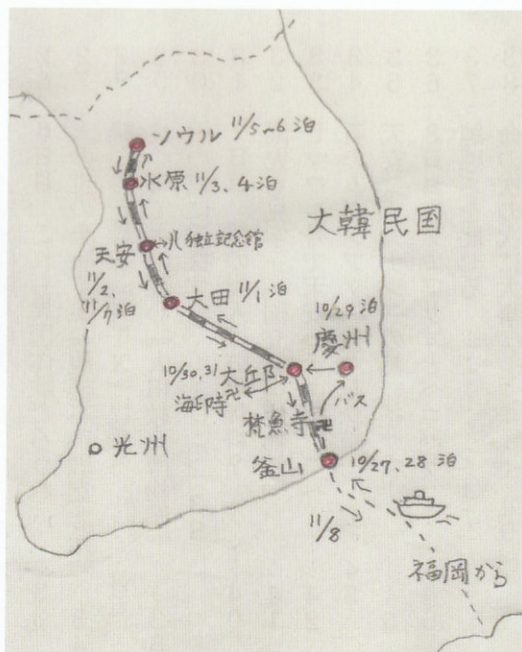 ソウル 11/5~6泊
水原 11/3、4泊
独立記念館
天安
11/2、
11/7泊
大田 11/1泊
大韓民国
10/29泊
慶州
10/30、31 大邱
海印寺卍
バス
卍
梵魚寺
光州
釜山
10/27、28泊
11/8
福岡から